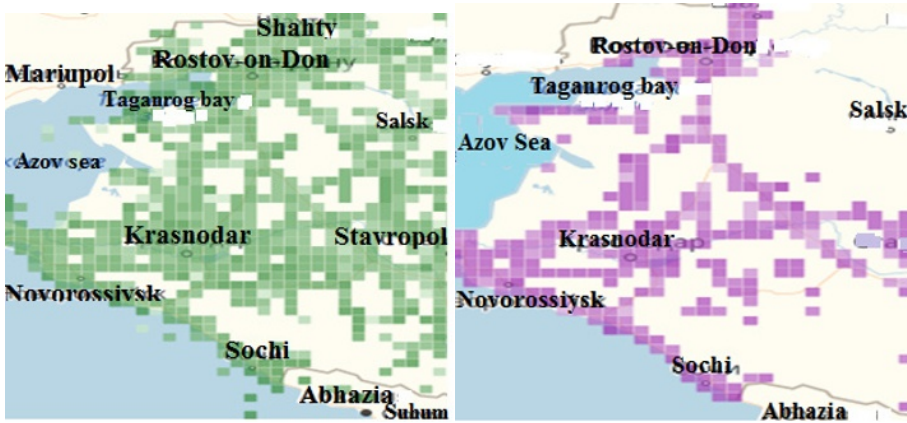 Shahty
Rostov-on-Don
Mariupol
Taganrog bay
Salsk
Azov sea
Krasnodar
Stavropol
Novorossivsk
Sochi
Abhazia
Suhum
Rostov-on-Don
Taganrog bay
Salsk
Azov Sea
Krasnodar
Novorossiysk
Sochi
Abhazia